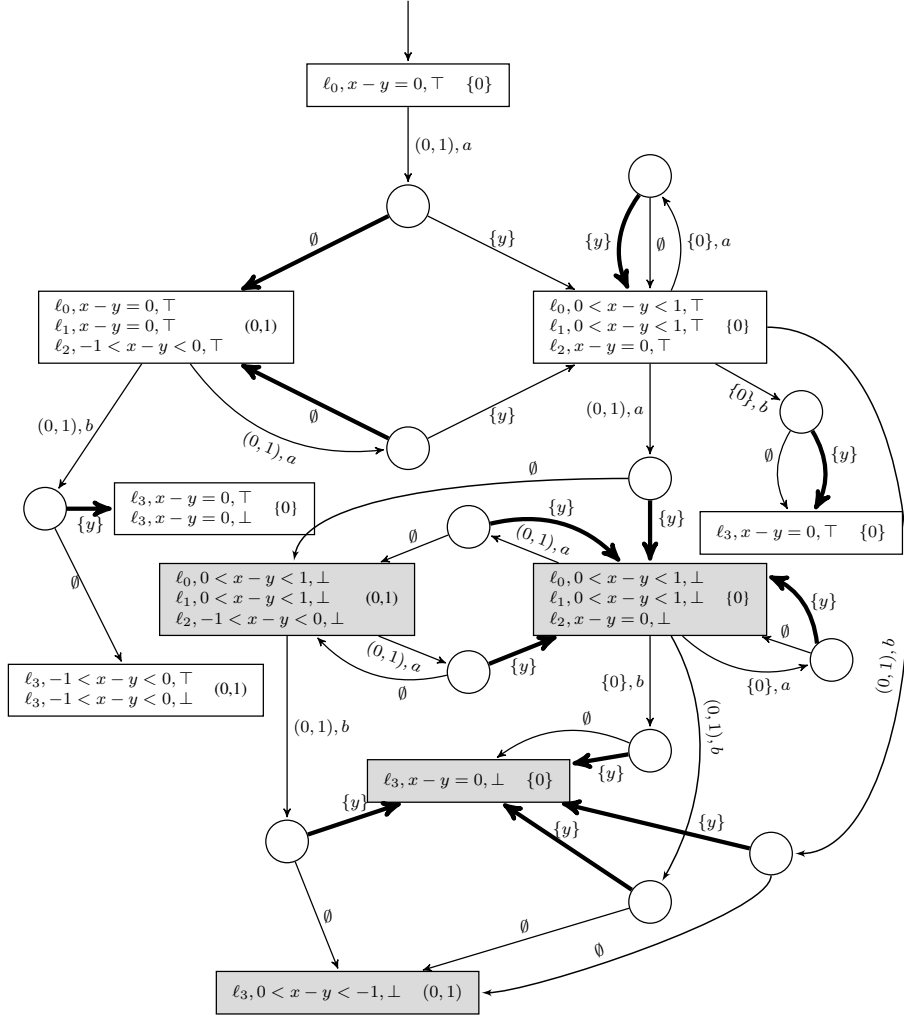 ℓ₀, x − y = 0, ⊤ {0}
(0, 1), a
∅
{y}
{y}
∅
{0}, a
ℓ₀, x − y = 0, ⊤
ℓ₁, x − y = 0, ⊤ (0,1)
ℓ₂, −1 < x − y < 0, ⊤
ℓ₀, 0 < x − y < 1, ⊤
ℓ₁, 0 < x − y < 1, ⊤ {0}
ℓ₂, x − y = 0, ⊤
(0, 1), b
(0, 1), a
∅
{y}
(0, 1), a
{0}, b
∅
{y}
∅
{y}
ℓ₃, x − y = 0, ⊤
ℓ₃, x − y = 0, ⊥ {0}
{y}
{y}
ℓ₃, x − y = 0, ⊤ {0}
∅
∅
(0, 1), a
ℓ₀, 0 < x − y < 1, ⊥
ℓ₁, 0 < x − y < 1, ⊥ (0,1)
ℓ₂, −1 < x − y < 0, ⊥
ℓ₀, 0 < x − y < 1, ⊥
ℓ₁, 0 < x − y < 1, ⊥ {0}
ℓ₂, x − y = 0, ⊥
{y}
∅
(0, 1), a
∅
{y}
{0}, a
(0, 1), b
ℓ₃, −1 < x − y < 0, ⊤
ℓ₃, −1 < x − y < 0, ⊥ (0,1)
{0}, b
(0, 1), b
(0, 1), b
∅
{y}
ℓ₃, x − y = 0, ⊥ {0}
{y}
{y}
{y}
∅
∅
∅
ℓ₃, 0 < x − y < −1, ⊥ (0, 1)